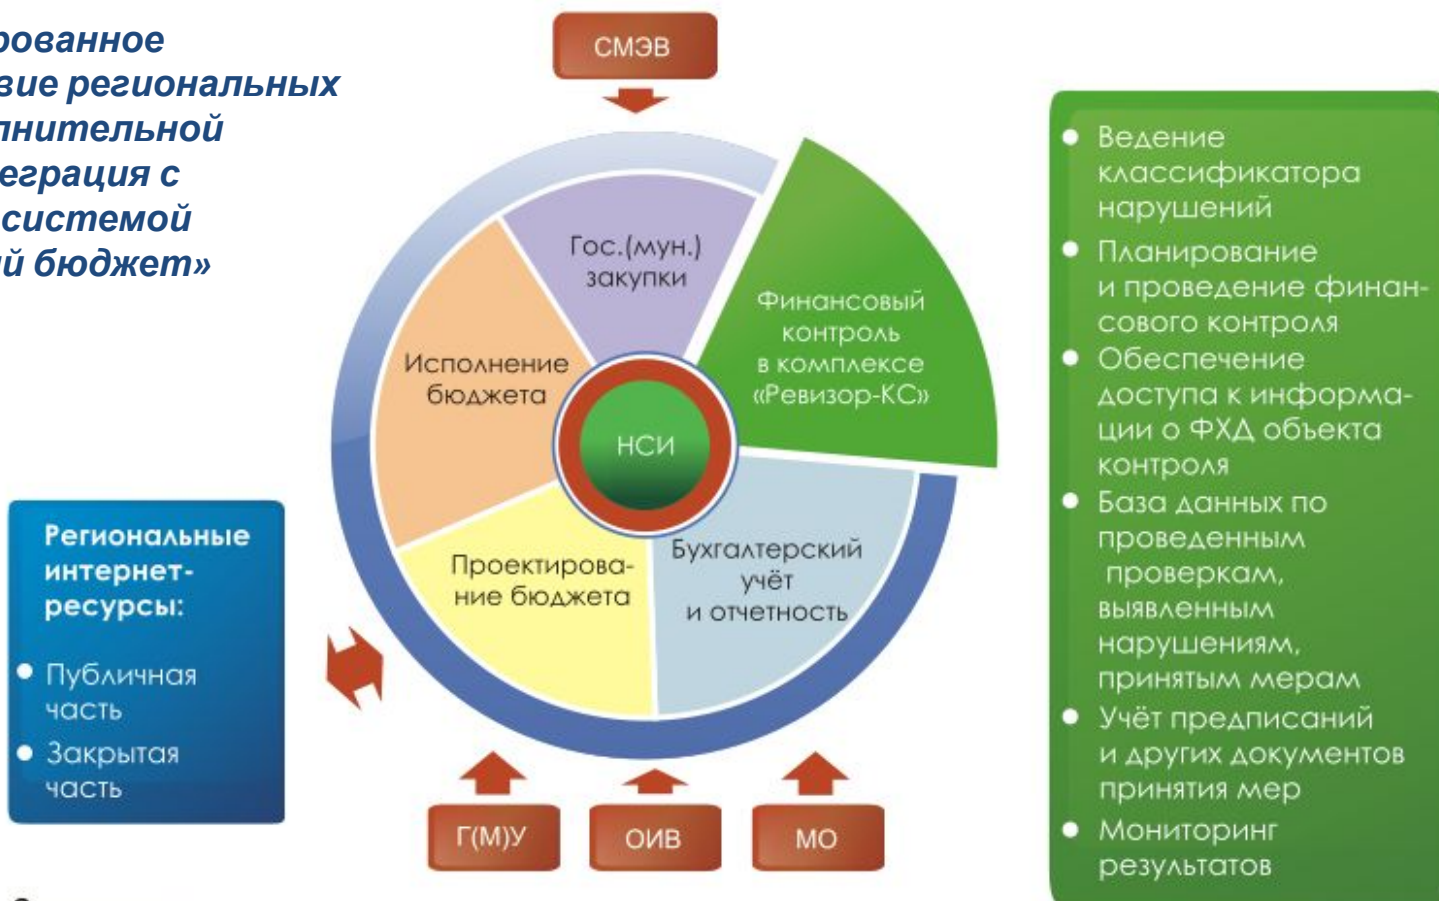 рованное
вие региональных
лнительной
еграция с
системой
ий бюджет»
СМЭВ
Гос.(мун.)
закупки
Финансовый
контроль
в комплексе
«Ревизор-КС»
Исполнение
бюджета
НСИ
Проектирова-
ние бюджета
Бухгалтерский
учёт
и отчетность
Региональные
интернет-
ресурсы:
Публичная
часть
Закрытая
часть
Г(М)У
ОИВ
МО
Ведение
классификатора
нарушений
Планирование
и проведение финан-
сового контроля
Обеспечение
доступа к информа-
ции о ФХД объекта
контроля
База данных по
проведенным
проверкам,
выявленным
нарушениям,
принятым мерам
Учёт предписаний
и других документов
принятия мер
Мониторинг
результатов